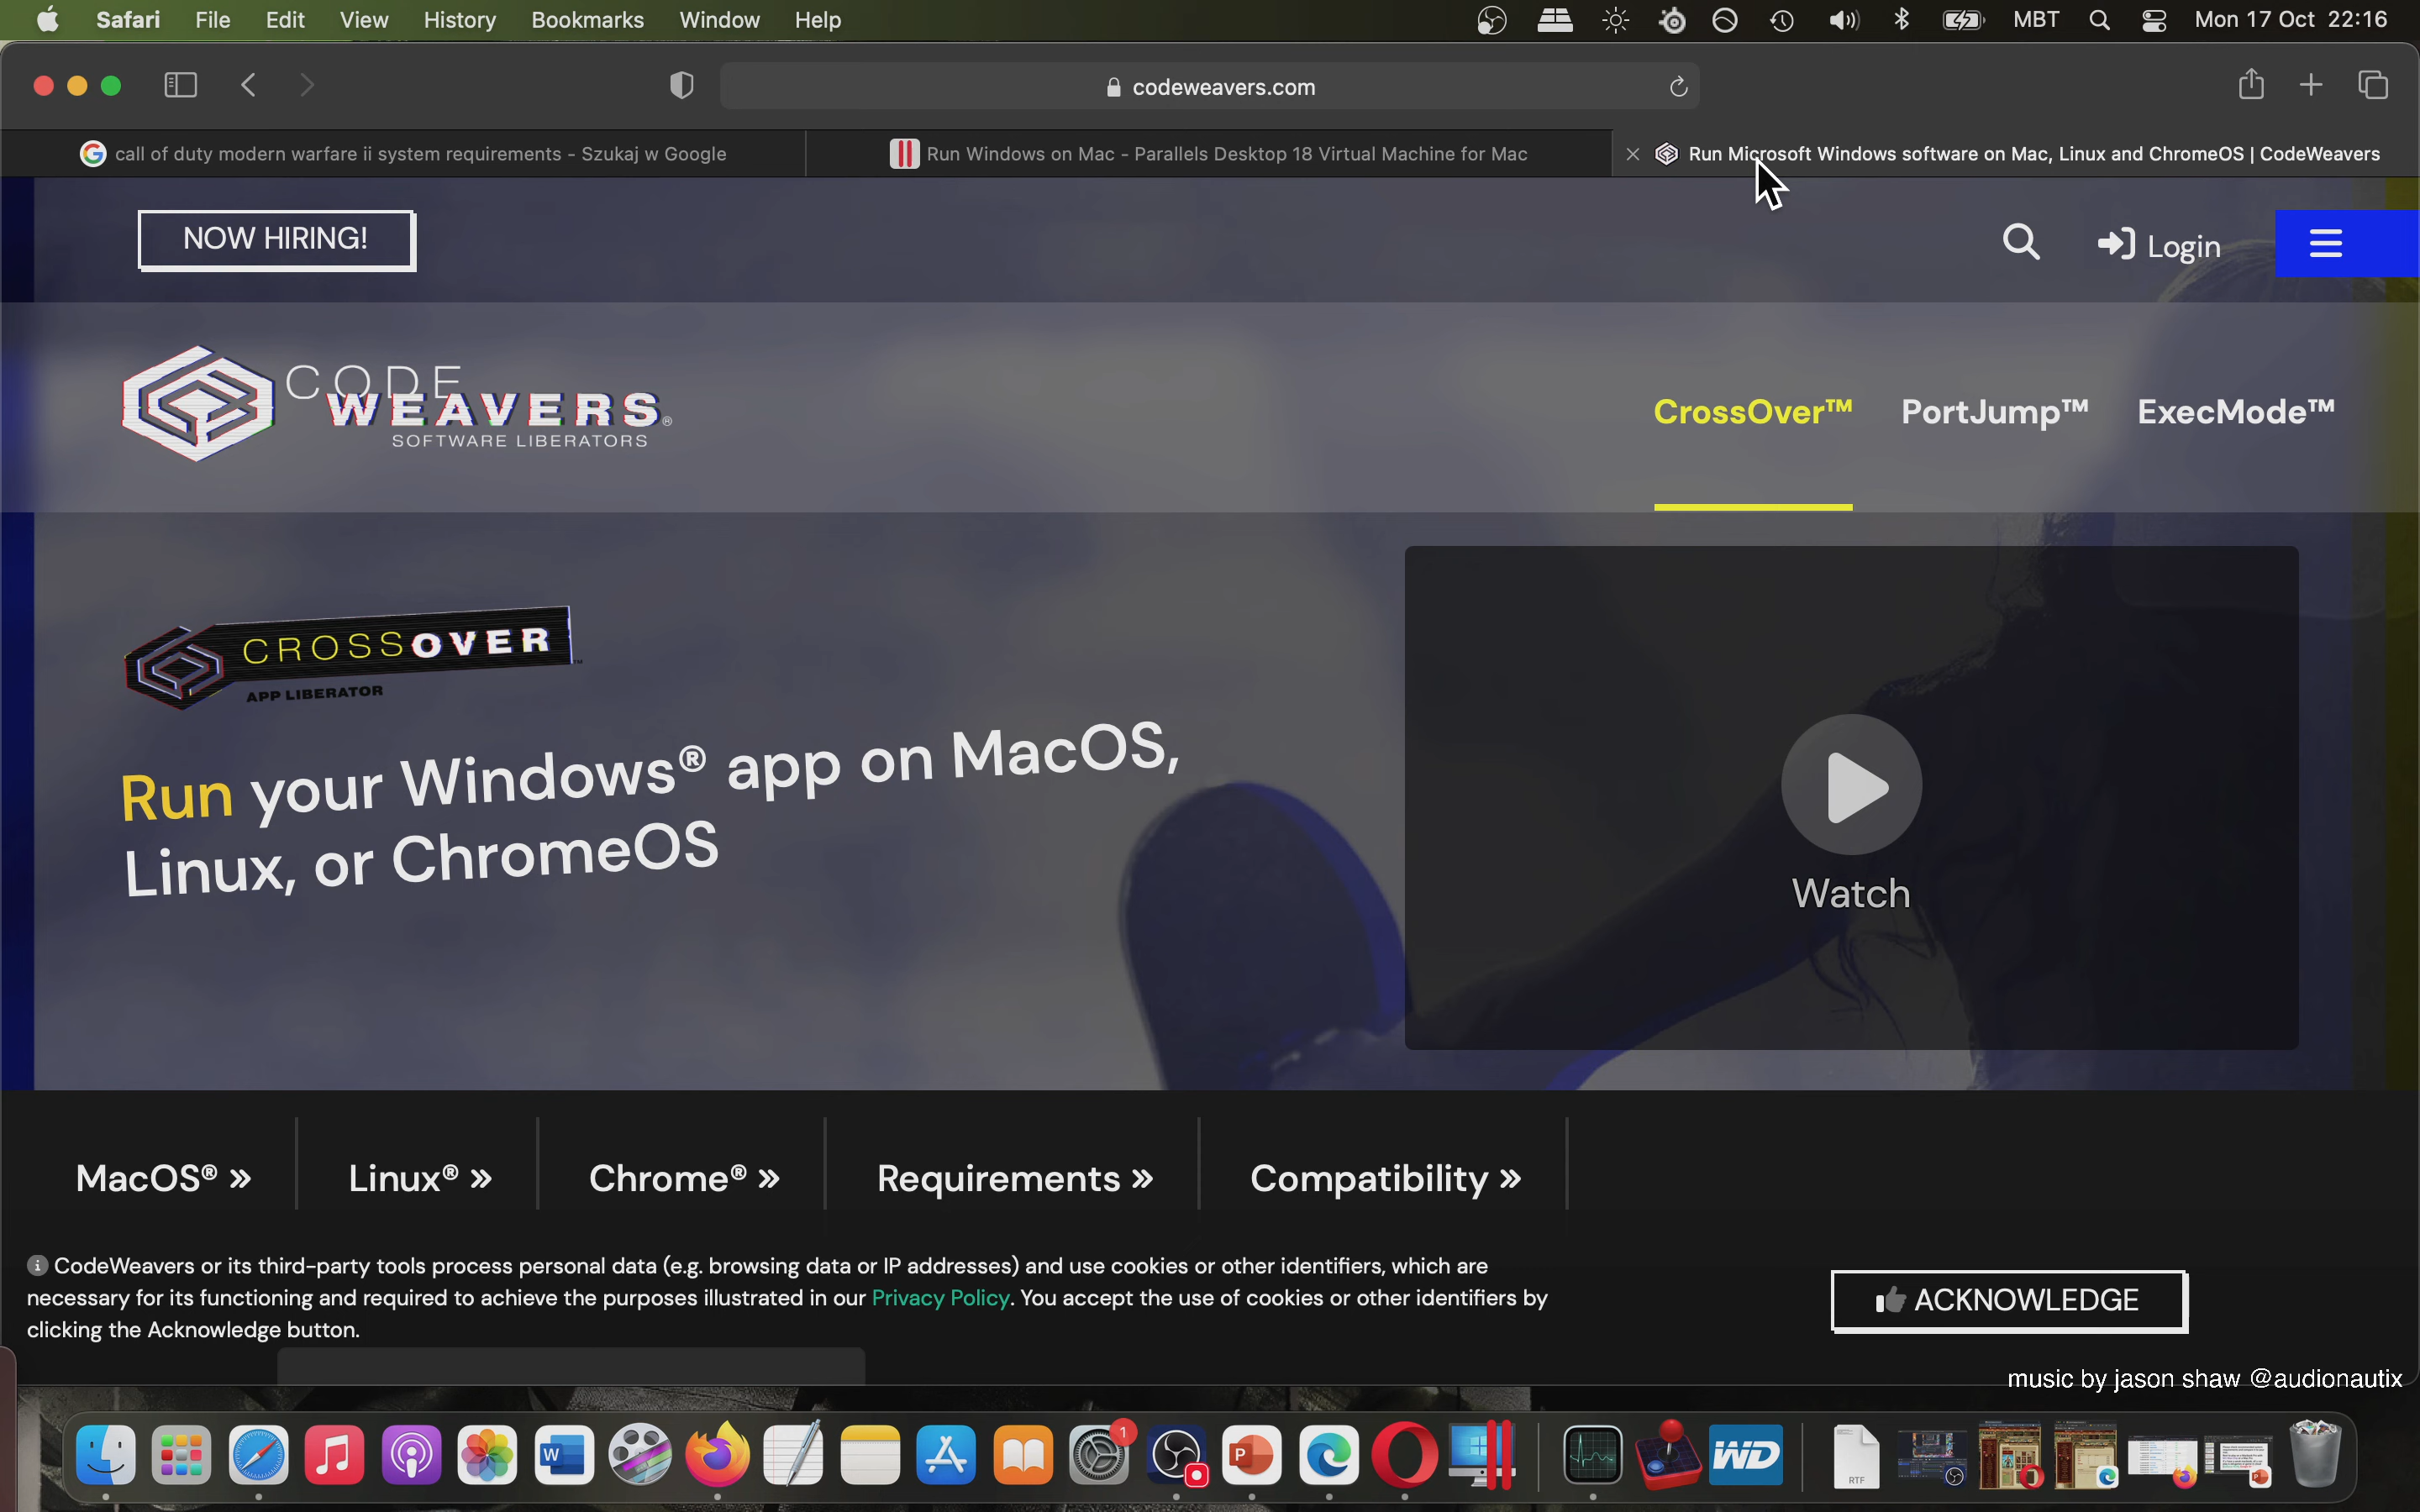 Safari File Edit View History Bookmarks Window Help MBT Mon 17 Oct 22:16
codeweavers.com
call of duty modern warfare ii system requirements - Szukaj w Google
Run Windows on Mac - Parallels Desktop 18 Virtual Machine for Mac
Run Microsoft Windows software on Mac, Linux and ChromeOS | CodeWeavers
NOW HIRING!
Login
CODE
WEAVERS®
SOFTWARE LIBERATORS
CrossOver™ PortJump™ ExecMode™
CROSSOVER™
APP LIBERATOR
Run your Windows® app on MacOS,
Linux, or ChromeOS
Watch
MacOS® » Linux® » Chrome® » Requirements » Compatibility »
CodeWeavers or its third-party tools process personal data (e.g. browsing data or IP addresses) and use cookies or other identifiers, which are
necessary for its functioning and required to achieve the purposes illustrated in our Privacy Policy. You accept the use of cookies or other identifiers by
clicking the Acknowledge button.
ACKNOWLEDGE
music by jason shaw @audionautix
W
1
P
WD
RTF